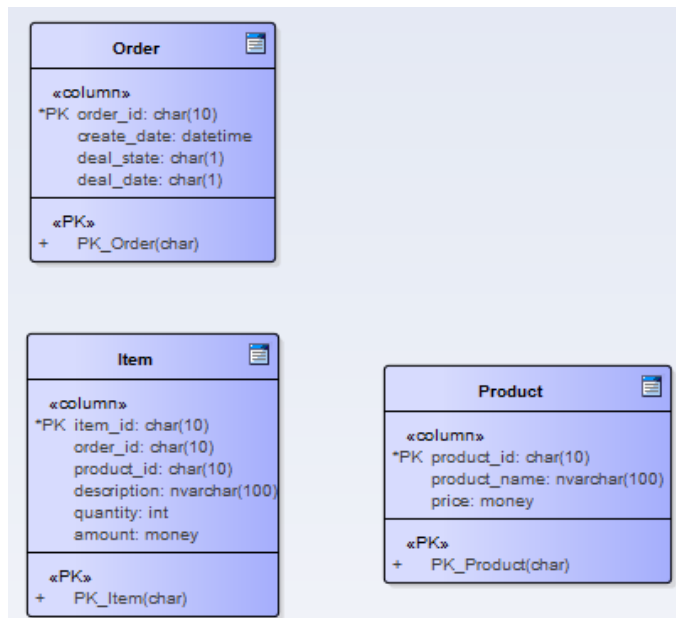 Order
«column»
*PK order_id: char(10)
create_date: datetime
deal_state: char(1)
deal_date: char(1)
«PK»
+ PK_Order(char)
Item
«column»
*PK item_id: char(10)
order_id: char(10)
product_id: char(10)
description: nvarchar(100)
quantity: int
amount: money
«PK»
+ PK_Item(char)
Product
«column»
*PK product_id: char(10)
product_name: nvarchar(100)
price: money
«PK»
+ PK_Product(char)